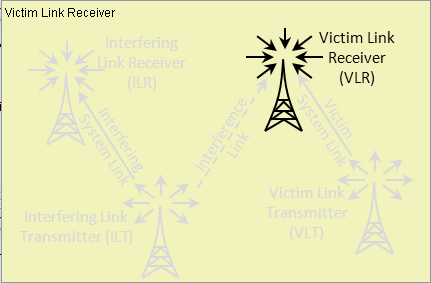 Victim Link Receiver
Interfering
Link Receiver
(ILR)
Victim Link
Receiver
(VLR)
Interfering
System Link
Interference
Link
Victim
System Link
Interfering Link
Transmitter (ILT)
Victim Link
Transmitter
(VLT)